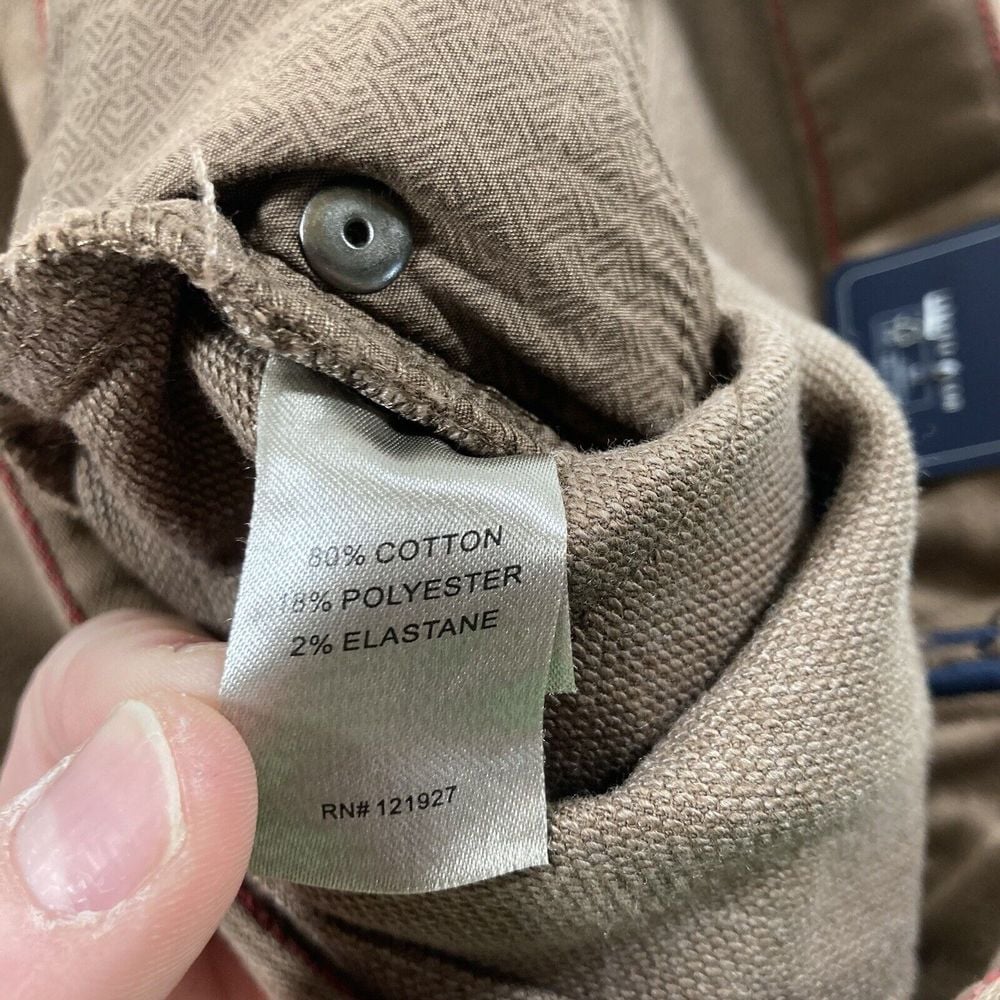 80% COTTON
18% POLYESTER
2% ELASTANE
RN# 121927